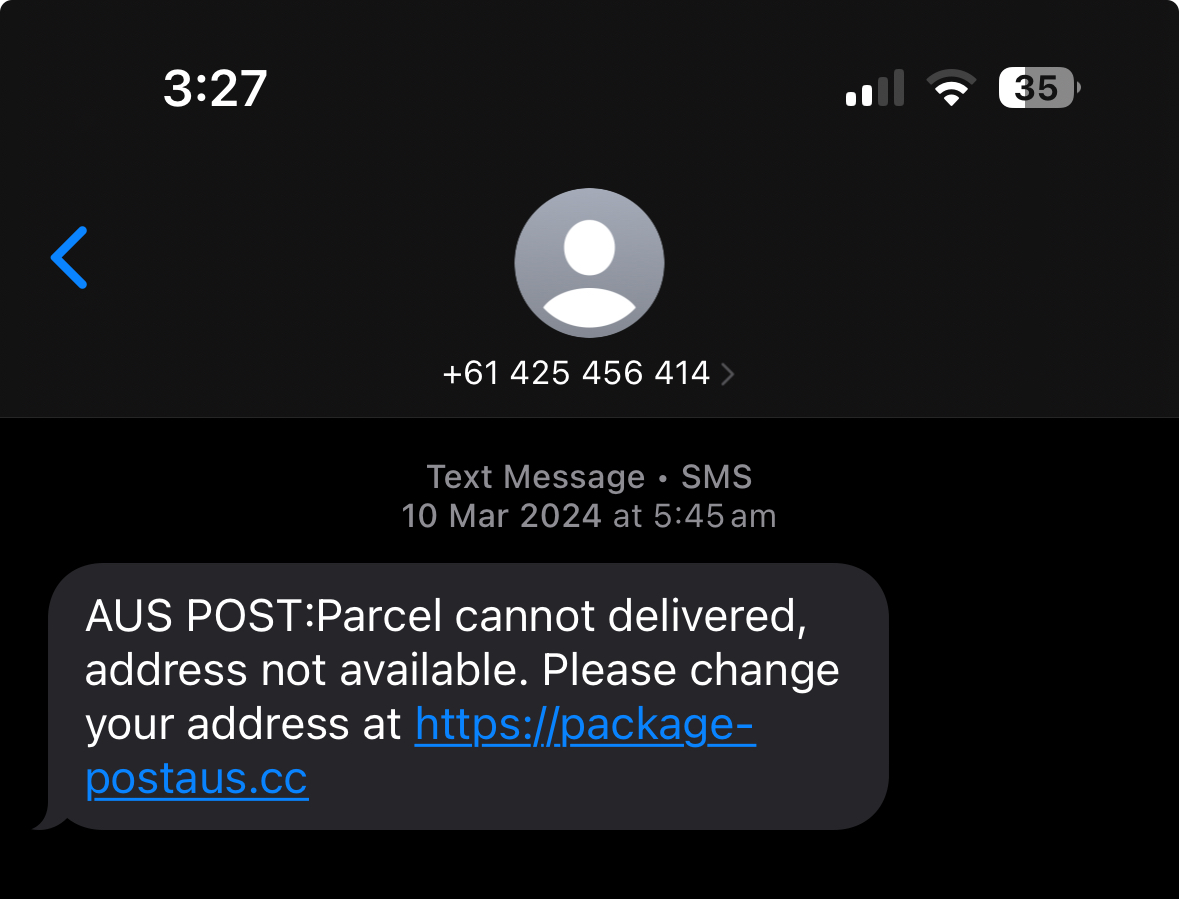 3:27
35
+61 425 456 414
Text Message • SMS
10 Mar 2024 at 5:45 am
AUS POST:Parcel cannot delivered,
address not available. Please change
your address at https://package-
postaus.cc